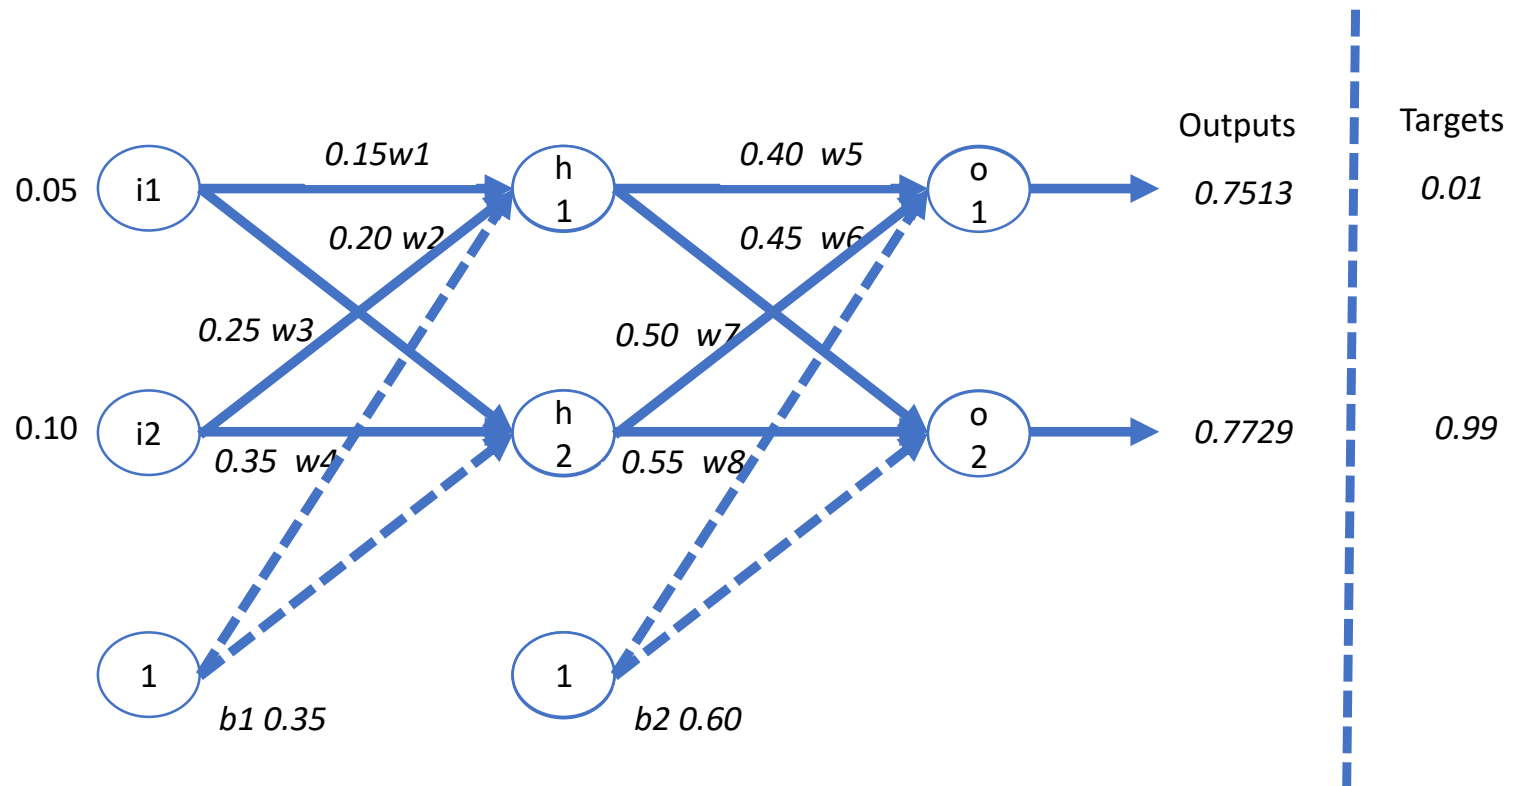 Outputs
Targets
0.05
i1
0.15w1
h
1
0.40 w5
o
1
0.7513
0.01
0.20 w2
0.45 w6
0.25 w3
0.50 w7
0.10
i2
0.35 w4
h
2
0.55 w8
o
2
0.7729
0.99
1
b1 0.35
1
b2 0.60